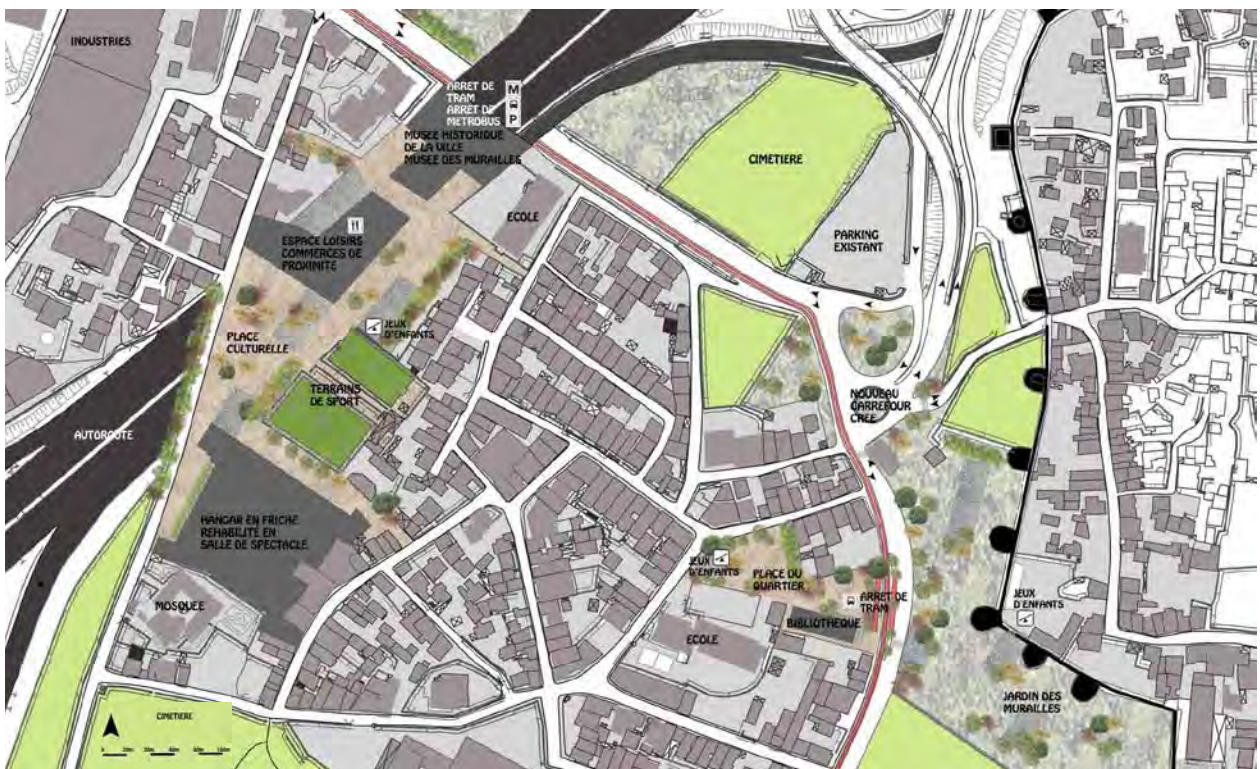 INDUSTRIES
ARRET DE
TRAM
ARRET DE
METROBUS
M
P
MUSEE HISTORIQUE
DE LA VILLE
MUSEE DES MURAILLES
CIMETIERE
ECOLE
ESPACE LOISIRS
COMMERCES DE
PROXIMITE
PARKING
EXISTANT
PLACE
CULTURELLE
JEUX
D'ENFANTS
TERRAINS
DE SPORT
NOUVEAU
CARREFOUR
CREE
AUTOROUTE
HANGAR EN FRICHE
REHABILITE EN
SALLE DE SPECTACLE
JEUX
D'ENFANTS
PLACE DU
QUARTIER
ARRET DE
TRAM
BIBLIOTHEQUE
MOSQUEE
ECOLE
JEUX
D'ENFANTS
JARDIN DES
MURAILLES
CIMETIERE